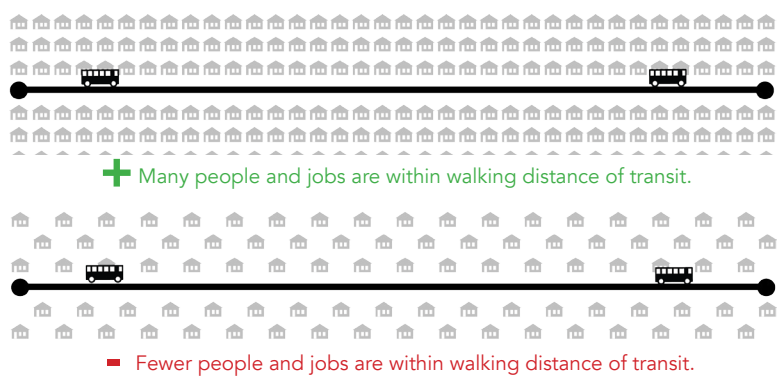 + Many people and jobs are within walking distance of transit.
- Fewer people and jobs are within walking distance of transit.